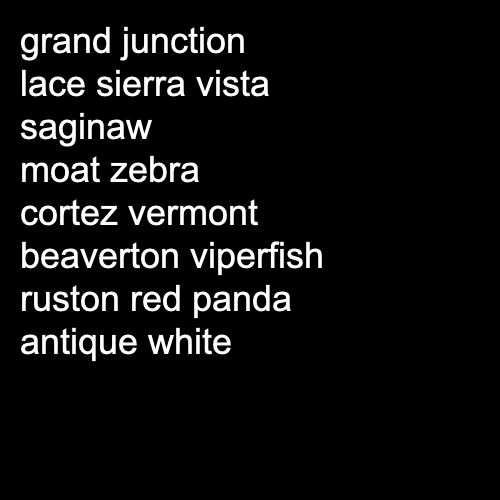 grand junction
lace sierra vista
saginaw
moat zebra
cortez vermont
beaverton viperfish
ruston red panda
antique white